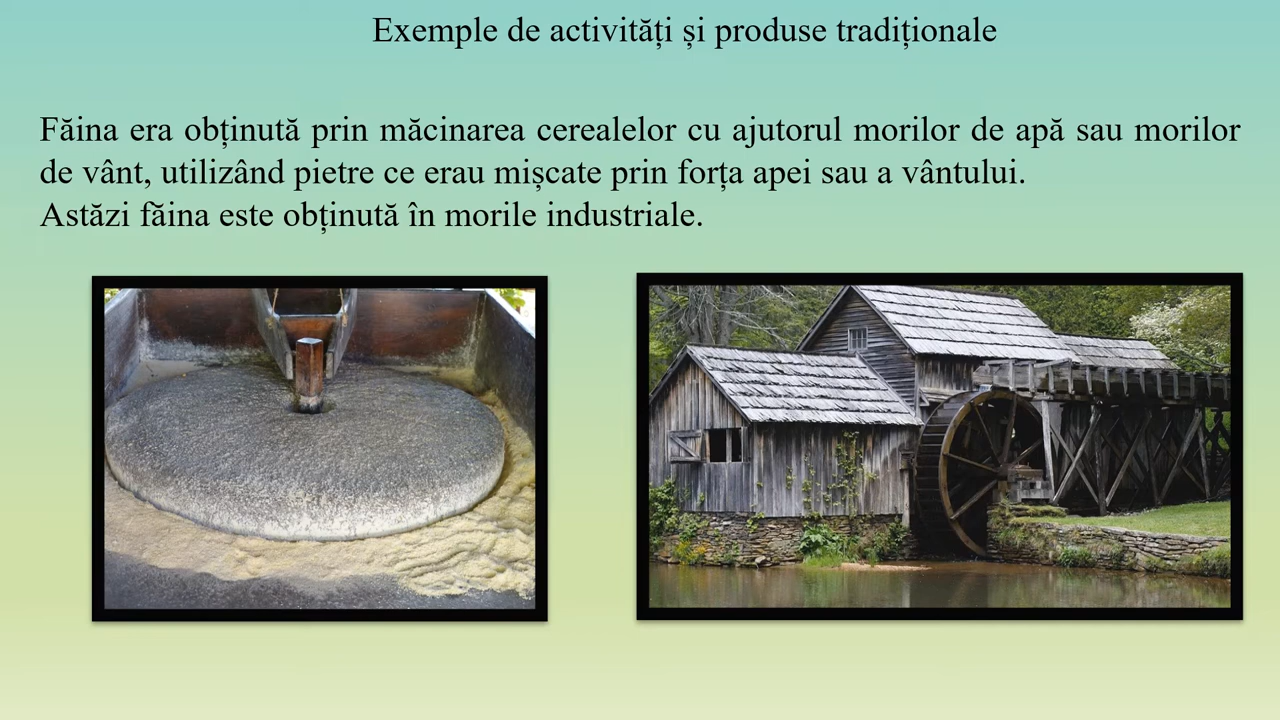 Exemple de activități și produse tradiționale
Făina era obținută prin măcinarea cerealelor cu ajutorul morilor de apă sau morilor
de vânt, utilizând pietre ce erau mișcate prin forța apei sau a vântului.
Astăzi făina este obținută în morile industriale.